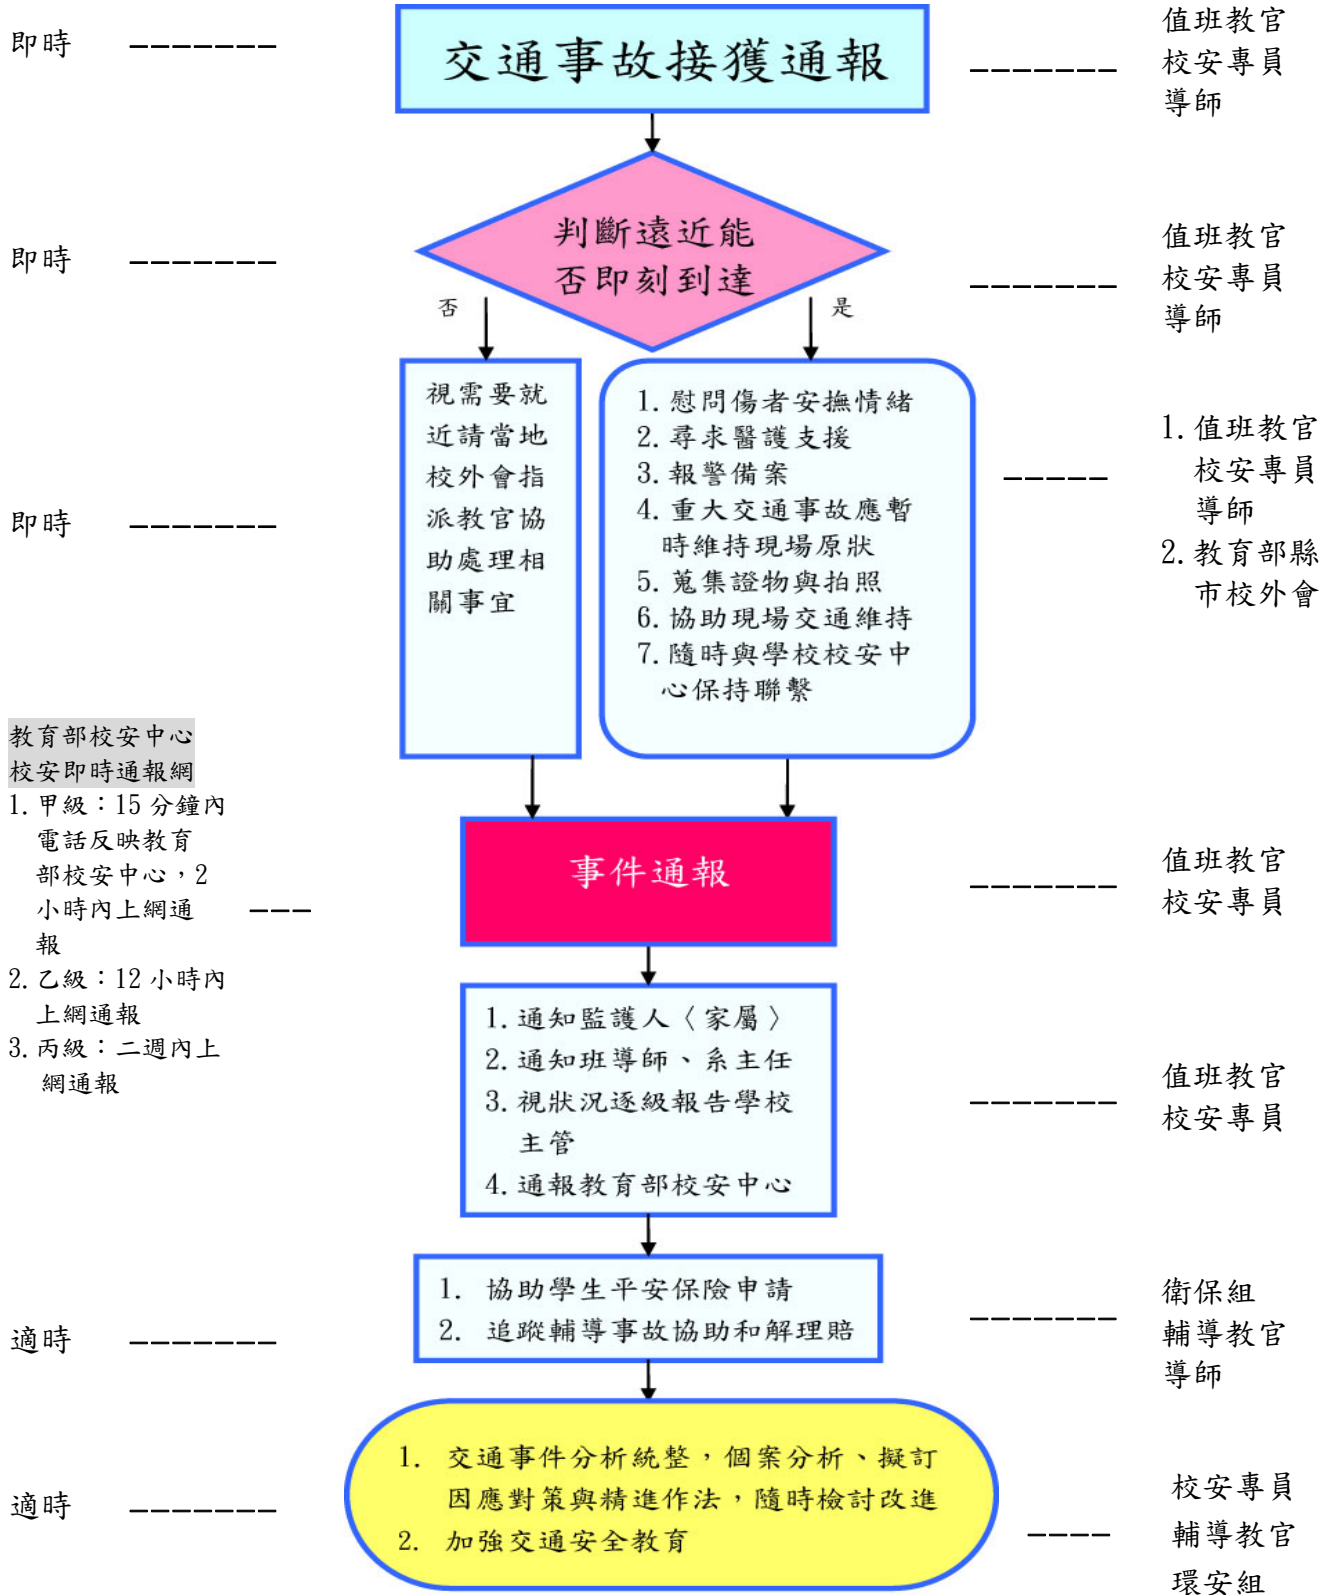 即時 -------
交通事故接獲通報
------- 值班教官
校安專員
導師
即時 -------
判斷遠近能
否即刻到達
------- 值班教官
校安專員
導師
否
是
即時 -------
視需要就
近請當地
校外會指
派教官協
助處理相
關事宜
1. 慰問傷者安撫情緒
2. 尋求醫護支援
3. 報警備案
4. 重大交通事故應暫
時維持現場原狀
5. 蒐集證物與拍照
6. 協助現場交通維持
7. 隨時與學校校安中
心保持聯繫
----- 1. 值班教官
校安專員
導師
2. 教育部縣
市校外會
教育部校安中心
校安即時通報網
1. 甲級：15 分鐘內
電話反映教育
部校安中心，2
小時內上網通
報
2. 乙級：12 小時內
上網通報
3. 丙級：二週內上
網通報
---
事件通報
------- 值班教官
校安專員
1. 通知監護人〈家屬〉
2. 通知班導師、系主任
3. 視狀況逐級報告學校
主管
4. 通報教育部校安中心
------- 值班教官
校安專員
適時 -------
1. 協助學生平安保險申請
2. 追蹤輔導事故協助和解理賠
------- 衛保組
輔導教官
導師
適時 -------
1. 交通事件分析統整，個案分析、擬訂
因應對策與精進作法，隨時檢討改進
2. 加強交通安全教育
---- 校安專員
輔導教官
環安組